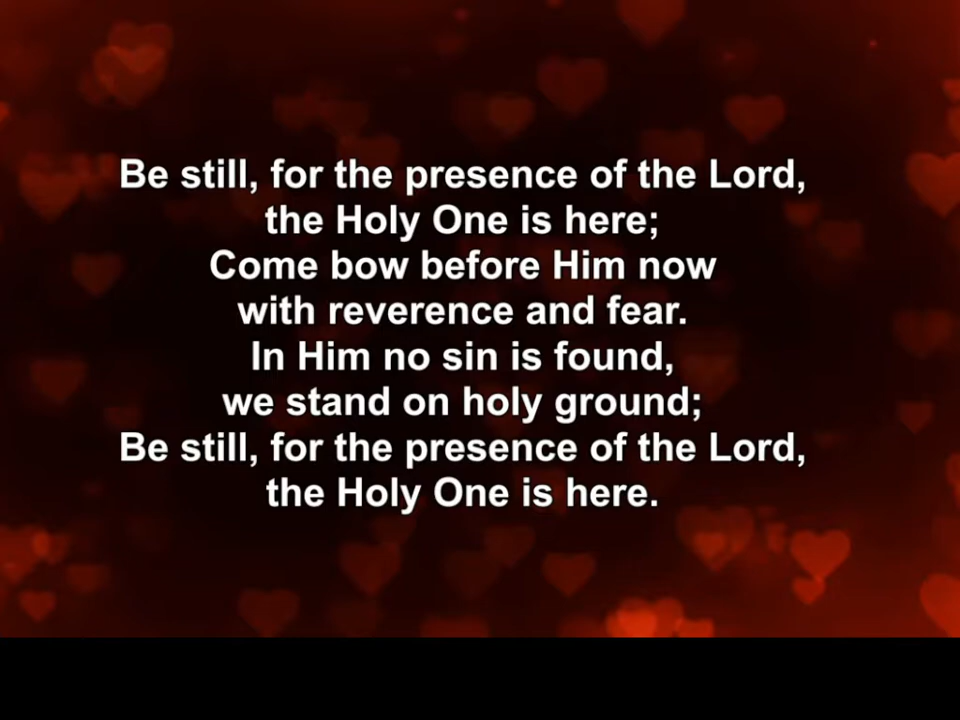 Be still, for the presence of the Lord,
the Holy One is here;
Come bow before Him now
with reverence and fear.
In Him no sin is found,
we stand on holy ground;
Be still, for the presence of the Lord,
the Holy One is here.